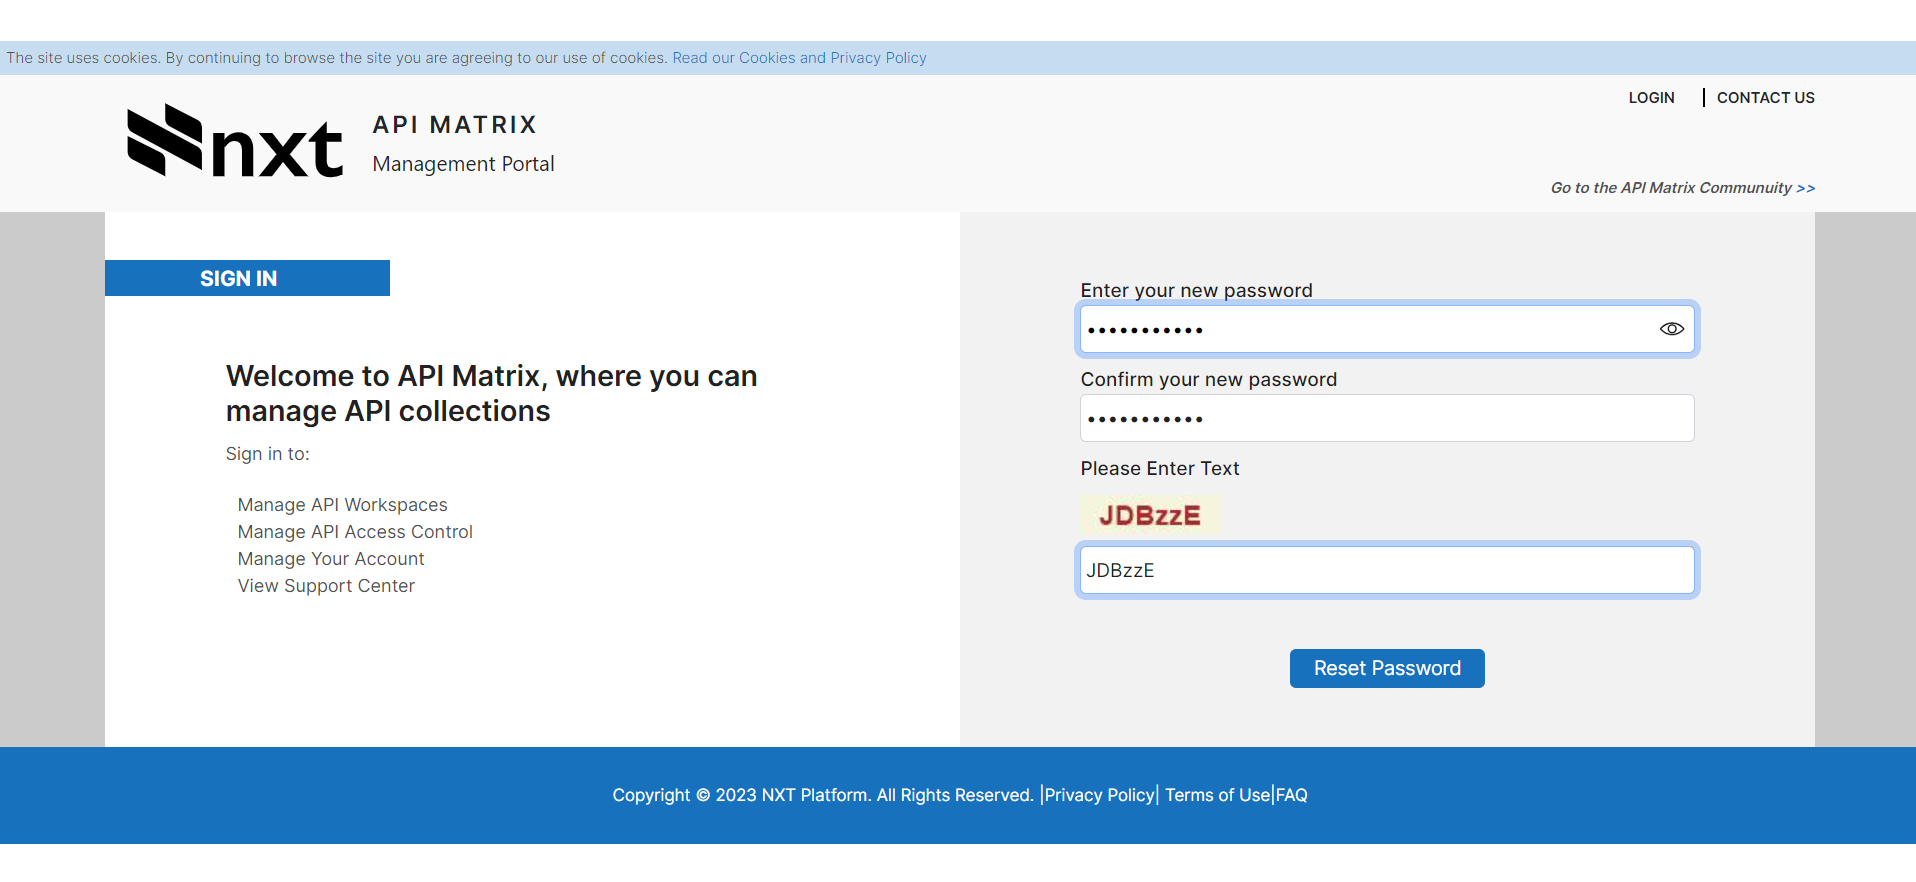 The site uses cookies. By continuing to browse the site you are agreeing to our use of cookies. Read our Cookies and Privacy Policy
LOGIN | CONTACT US
nxt
API MATRIX
Management Portal
Go to the API Matrix Communuity >>
SIGN IN
Welcome to API Matrix, where you can
manage API collections
Sign in to:
Manage API Workspaces
Manage API Access Control
Manage Your Account
View Support Center
Enter your new password
•••••••••••
Confirm your new password
•••••••••••
Please Enter Text
JDBzzE
JDBzzE
Reset Password
Copyright © 2023 NXT Platform. All Rights Reserved. |Privacy Policy| Terms of Use|FAQ